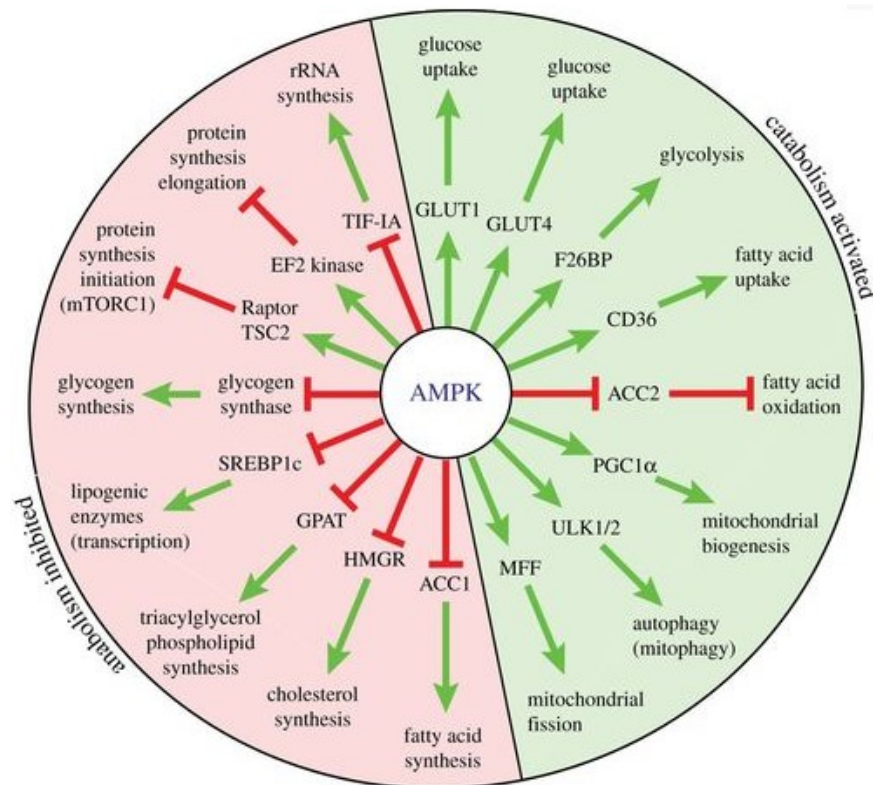 glucose
uptake
glucose
uptake
glycolysis
fatty acid
uptake
fatty acid
oxidation
mitochondrial
biogenesis
autophagy
(mitophagy)
mitochondrial
fission
fatty acid
synthesis
cholesterol
synthesis
triacylglycerol
phospholipid
synthesis
lipogenic
enzymes
(transcription)
glycogen
synthesis
protein
synthesis
initiation
(mTORC1)
protein
synthesis
elongation
rRNA
synthesis
GLUT1
GLUT4
F26BP
CD36
ACC2
PGC1α
ULK1/2
MFF
ACC1
HMGR
GPAT
SREBP1c
glycogen
synthase
Raptor
TSC2
EF2 kinase
TIF-IA
AMPK
catabolism activated
anabolism inhibited